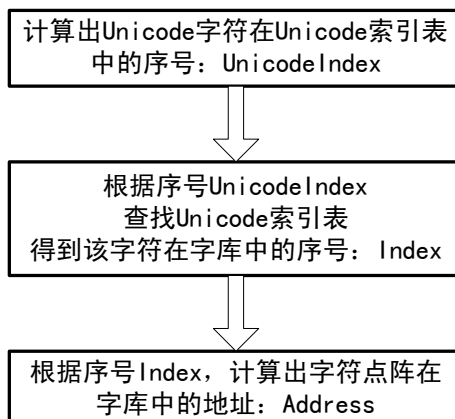 计算出Unicode字符在Unicode索引表
中的序号：UnicodeIndex
根据序号UnicodeIndex
查找Unicode索引表
得到该字符在字库中的序号：Index
根据序号Index，计算出字符点阵在
字库中的地址：Address